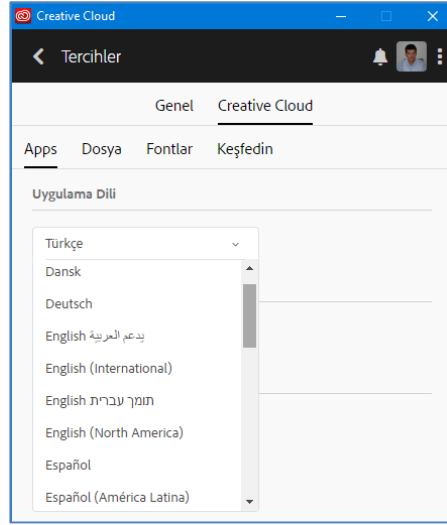 Creative Cloud
Tercihler
Genel Creative Cloud
Apps Dosya Fontlar Keşfedin
Uygulama Dili
Türkçe
Dansk
Deutsch
English يدعم العربية
English (International)
English תומך עברית
English (North America)
Español
Español (América Latina)